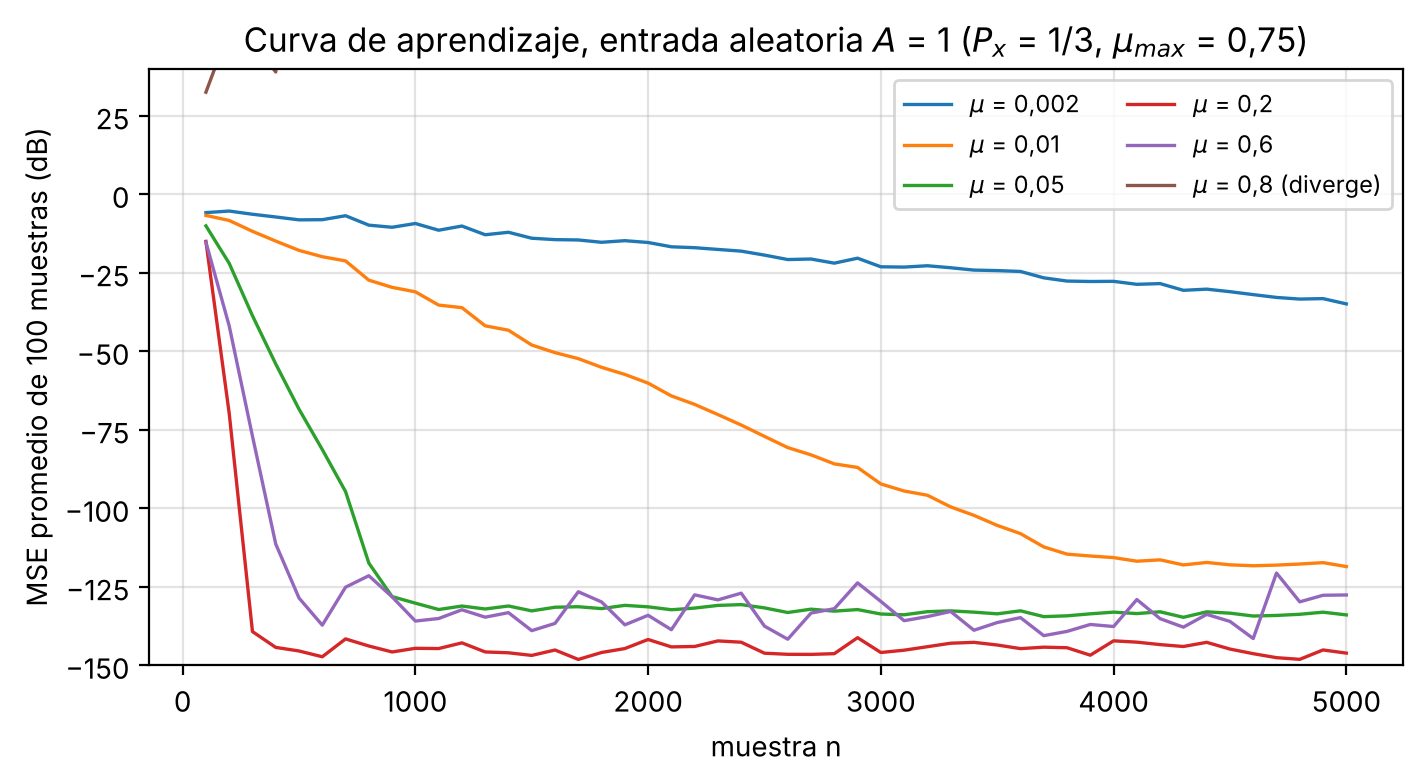 Curva de aprendizaje, entrada aleatoria A = 1 (Pₓ = 1/3, μₘₐₓ = 0,75)
MSE promedio de 100 muestras (dB)
25
0
−25
−50
−75
−100
−125
−150
μ = 0,002
μ = 0,01
μ = 0,05
μ = 0,2
μ = 0,6
μ = 0,8 (diverge)
0 1000 2000 3000 4000 5000
muestra n